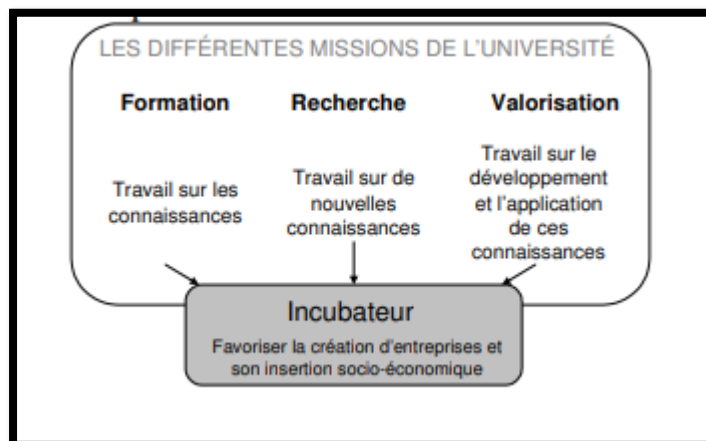 LES DIFFÉRENTES MISSIONS DE L'UNIVERSITÉ
Formation
Recherche
Valorisation
Travail sur les
connaissances
Travail sur de
nouvelles
connaissances
Travail sur le
développement
et l'application
de ces
connaissances
Incubateur
Favoriser la création d'entreprises et
son insertion socio-économique